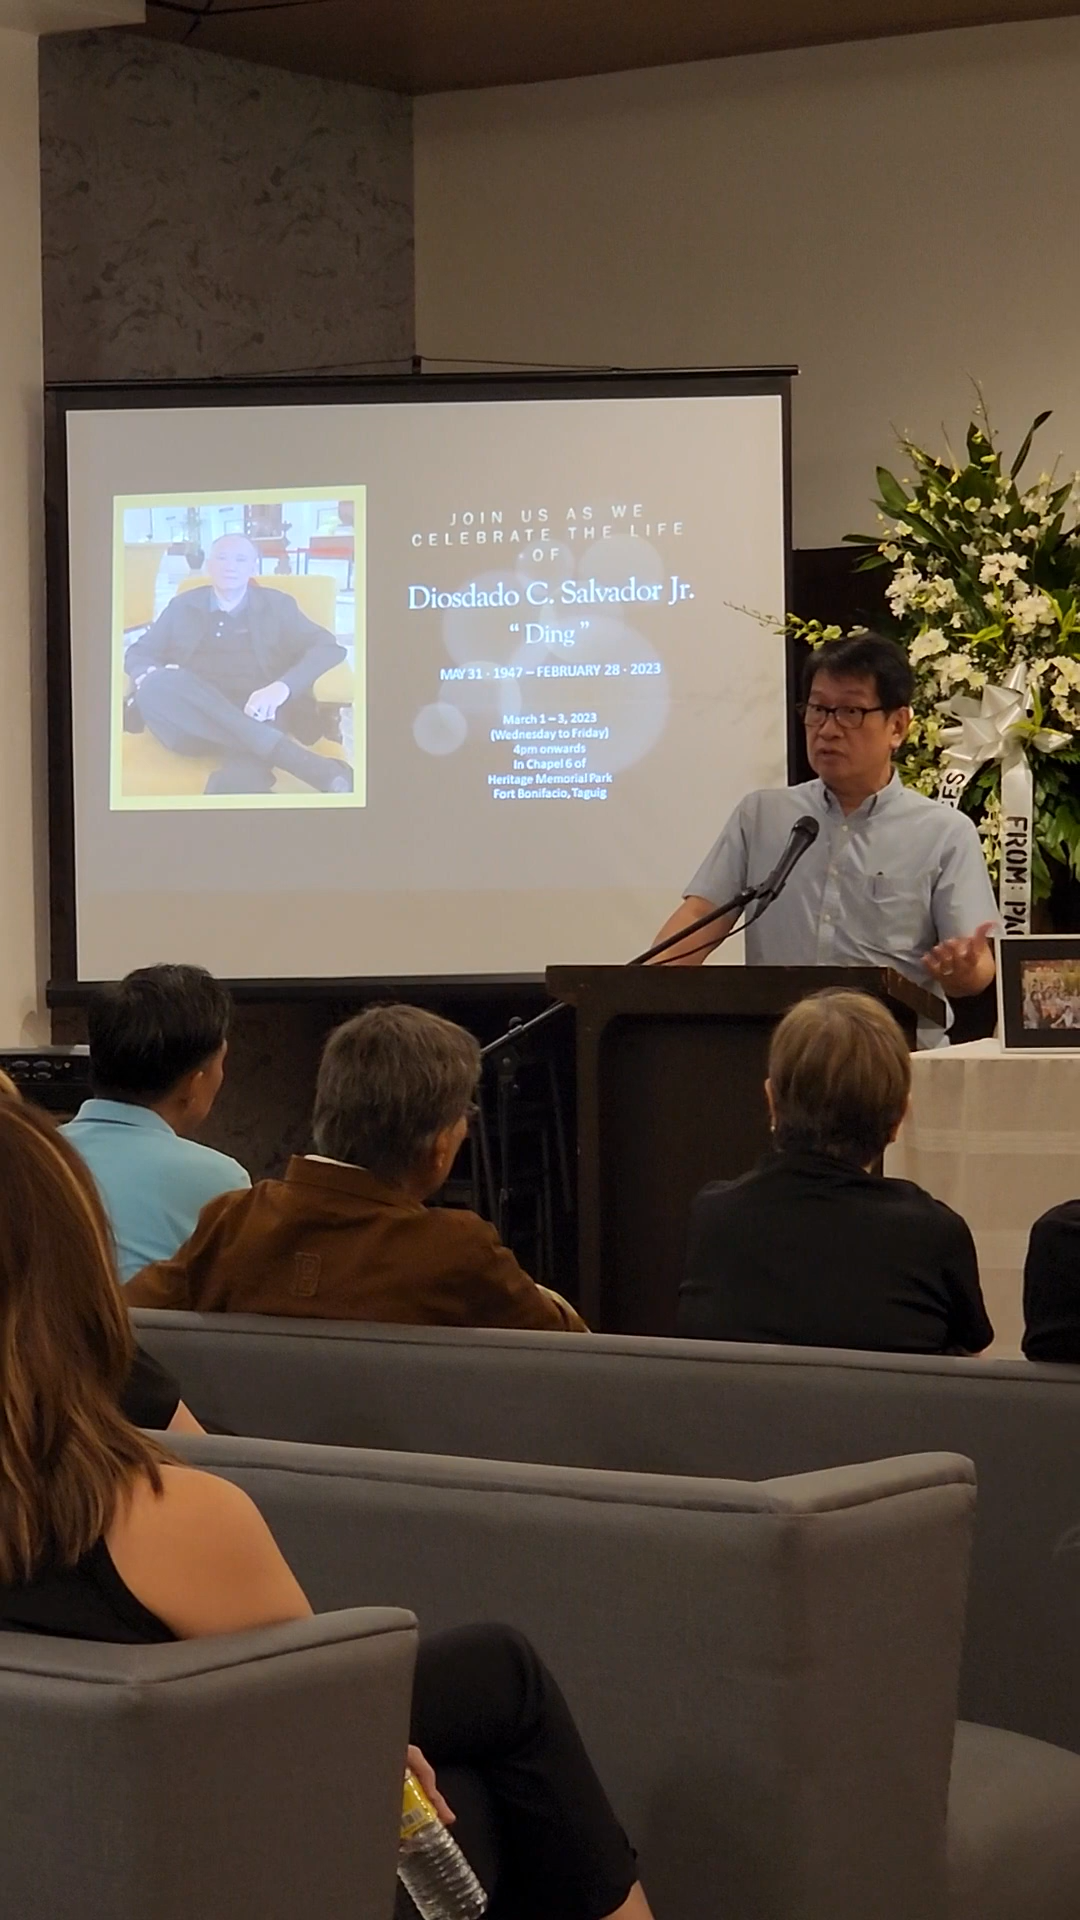 JOIN US AS WE
CELEBRATE THE LIFE
OF
Diosdado C. Salvador Jr.
“ Ding ”
MAY 31 - 1947 – FEBRUARY 28 - 2023
March 1 – 3, 2023
(Wednesday to Friday)
4pm onwards
In Chapel 6 of
Heritage Memorial Park
Fort Bonifacio, Taguig
FROM: